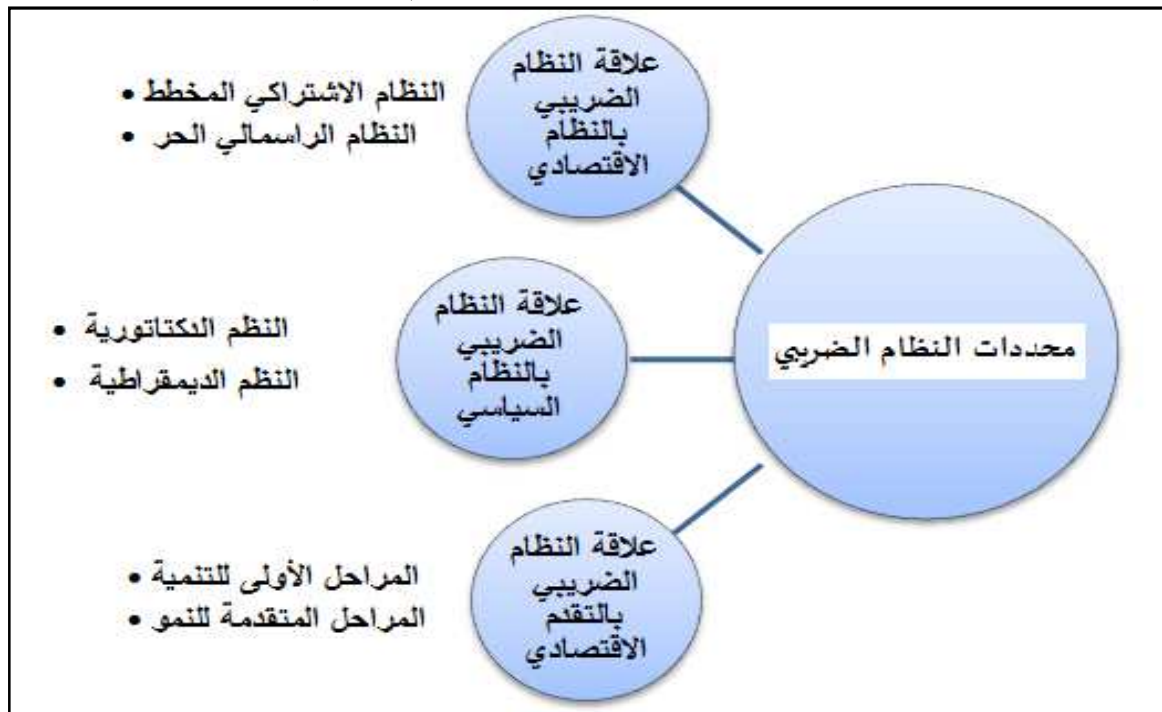 محددات النظام الضريبي
علاقة النظام
الضريبي
بالنظام
الاقتصادي
• النظام الاشتراكي المخطط
• النظام الراسمالي الحر
علاقة النظام
الضريبي
بالنظام
السياسي
• النظم الدكتاتورية
• النظم الديمقراطية
علاقة النظام
الضريبي
بالتقدم
الاقتصادي
• المراحل الأولى للتنمية
• المراحل المتقدمة للنمو